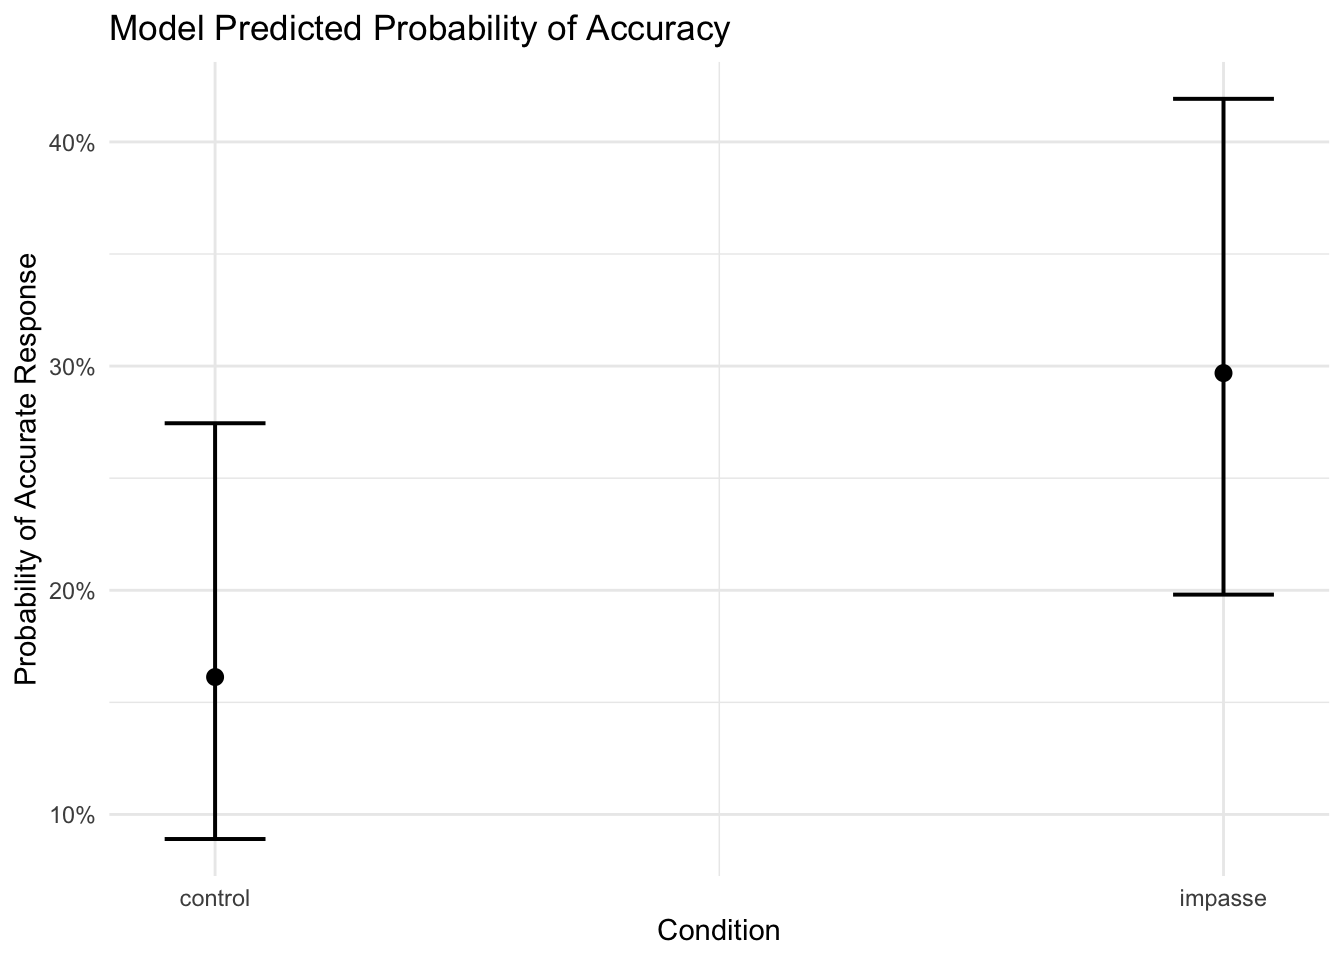 Model Predicted Probability of Accuracy
Probability of Accurate Response
40%
30%
20%
10%
control
impasse
Condition